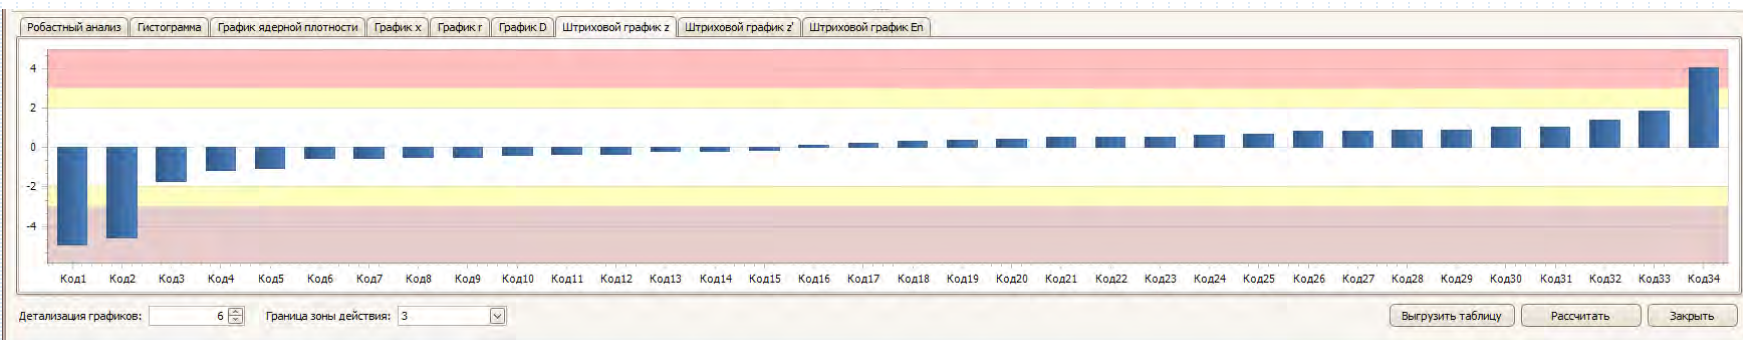 Робастный анализ Гистограмма График ядерной плотности График x График r График D Штриховой график z Штриховой график z' Штриховой график En
4
2
0
-2
-4
Код1 Код2 Код3 Код4 Код5 Код6 Код7 Код8 Код9 Код10 Код11 Код12 Код13 Код14 Код15 Код16 Код17 Код18 Код19 Код20 Код21 Код22 Код23 Код24 Код25 Код26 Код27 Код28 Код29 Код30 Код31 Код32 Код33 Код34
Детализация графиков: 6 Граница зоны действия: 3 Выгрузить таблицу Рассчитать Закрыть